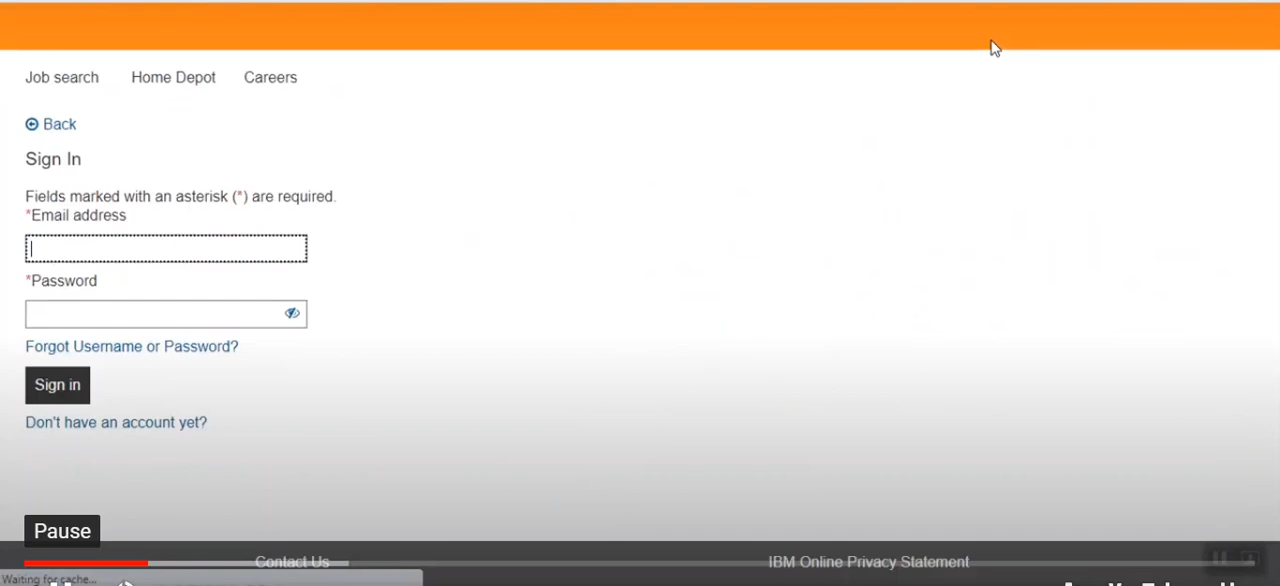 Job search Home Depot Careers
Back
Sign In
Fields marked with an asterisk (*) are required.
*Email address
*Password
Forgot Username or Password?
Sign in
Don't have an account yet?
Pause
Contact Us IBM Online Privacy Statement
Waiting for cache...